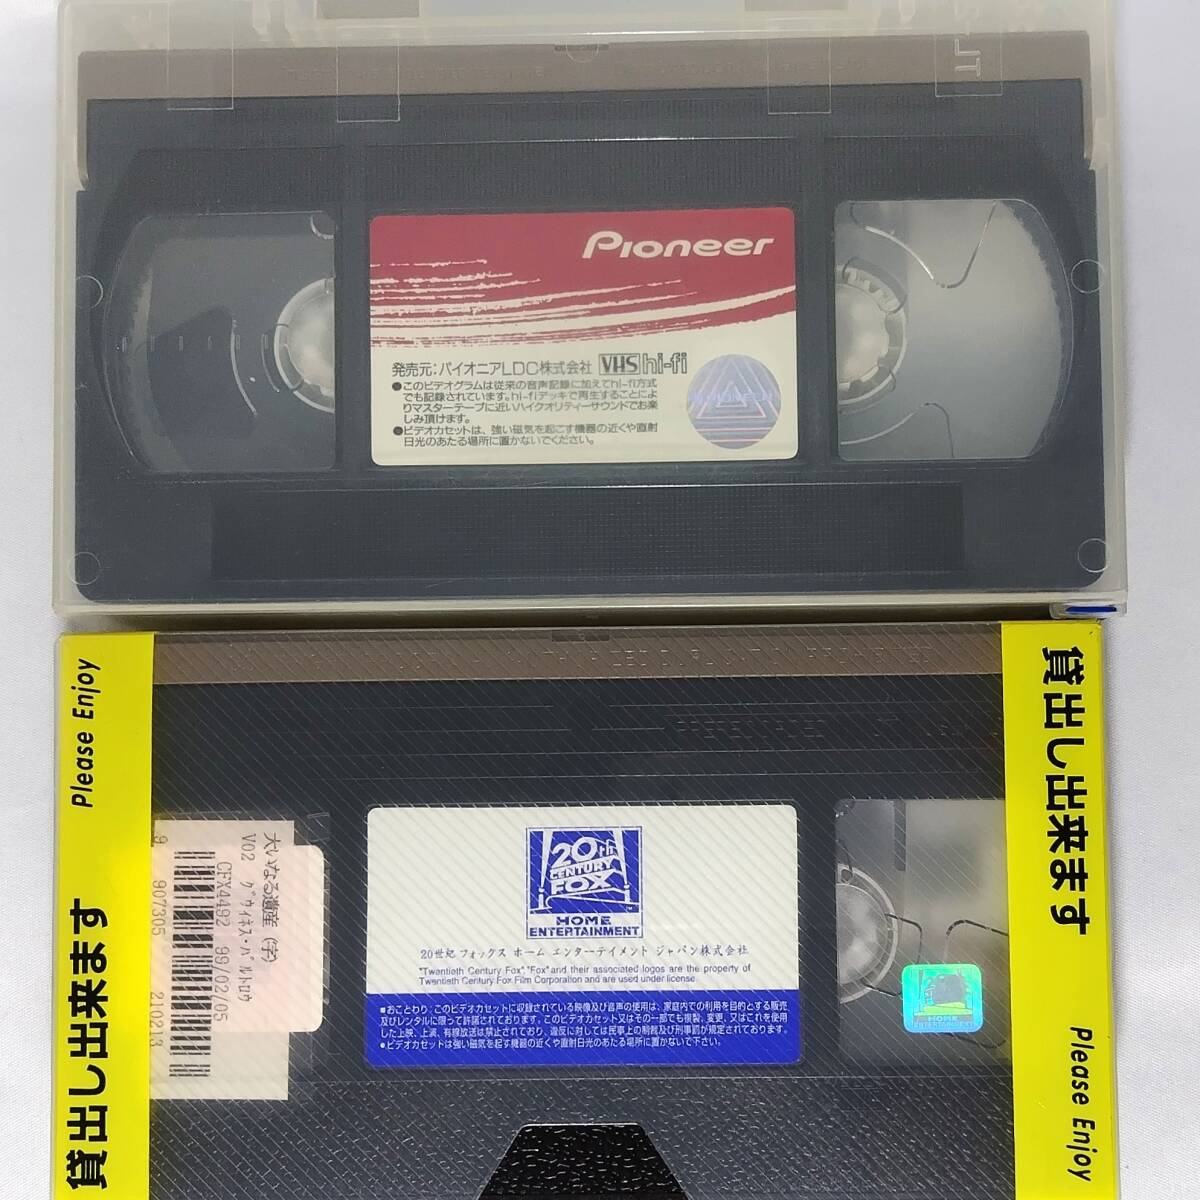 Pioneer
発売元:パイオニアLDC株式会社 VHS hi-fi
●このビデオグラムは従来の音声記録に加えてhi-fi方式
でも記録されています。hi-fiデッキで再生することによ
りマスターテープに近いハイクオリティーサウンドでお楽
しみ頂けます。
●ビデオカセットは、強い磁気を起こす機器の近くや直射
日光のあたる場所に置かないでください。
PIONEER
貸出し出来ます
Please Enjoy
大いなる遺産(字)
V02 グウィネス・パルトロウ
CFX4492 99/02/05
9 907305 210213
20th
CENTURY
FOX
HOME
ENTERTAINMENT
20世紀 フォックス ホーム エンターテイメント ジャパン株式会社
"Twentieth Century Fox", "Fox" and their associated logos are the property of
Twentieth Century Fox Film Corporation and are used under license.
■おことわり:このビデオカセットに収録されている映像及び音声の使用は、家庭内での利用を目的とする販売
及びレンタルに限って許諾されております。このビデオカセット又はその一部でも複製、変更、又はこれを使用
した上映、上演、有線放送は禁止されており、違反に対しては民事上の制裁及び刑事罰が規定されております。
●ビデオカセットは強い磁気を起す機器の近くや直射日光のあたる場所に置かないで下さい。
HOME
ENTERTAINMENT
貸出し出来ます
Please Enjoy